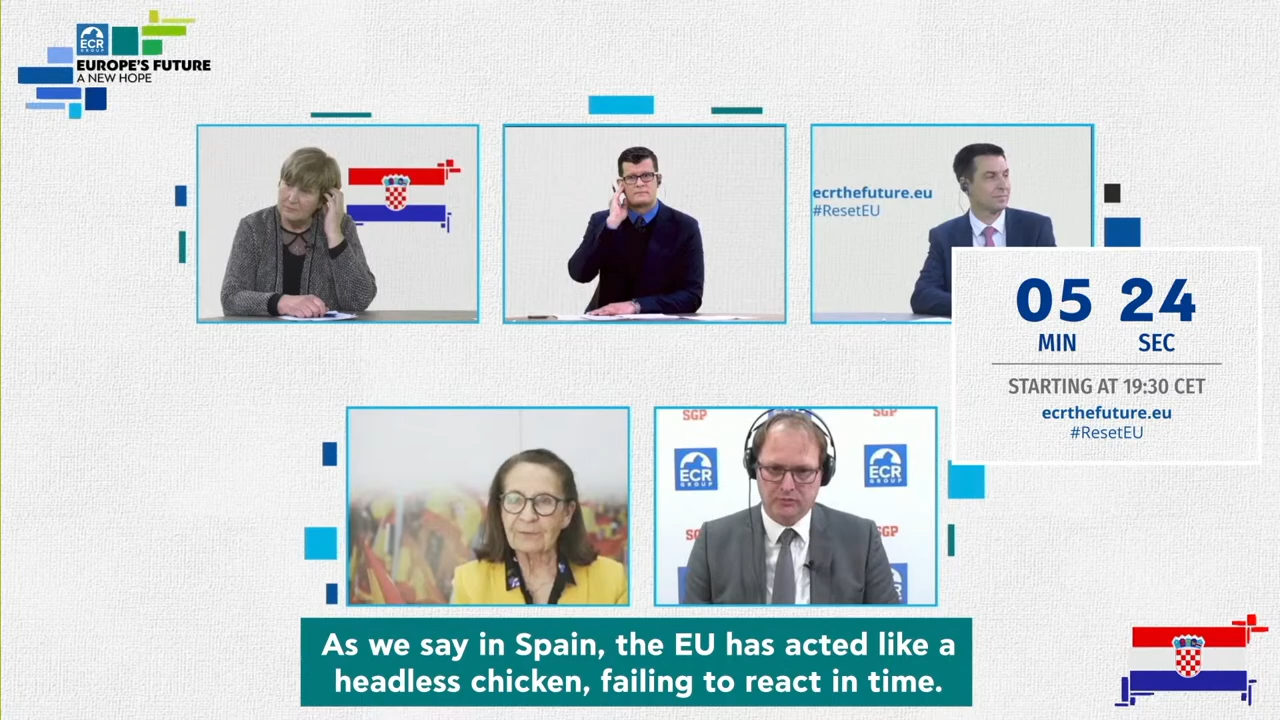 ECR
GROUP
EUROPE'S FUTURE
A NEW HOPE
ecrthefuture.eu
#ResetEU
05 24
MIN SEC
STARTING AT 19:30 CET
ecrthefuture.eu
#ResetEU
SGP
SGP
ECR
GROUP
ECR
GROUP
GP
As we say in Spain, the EU has acted like a
headless chicken, failing to react in time.